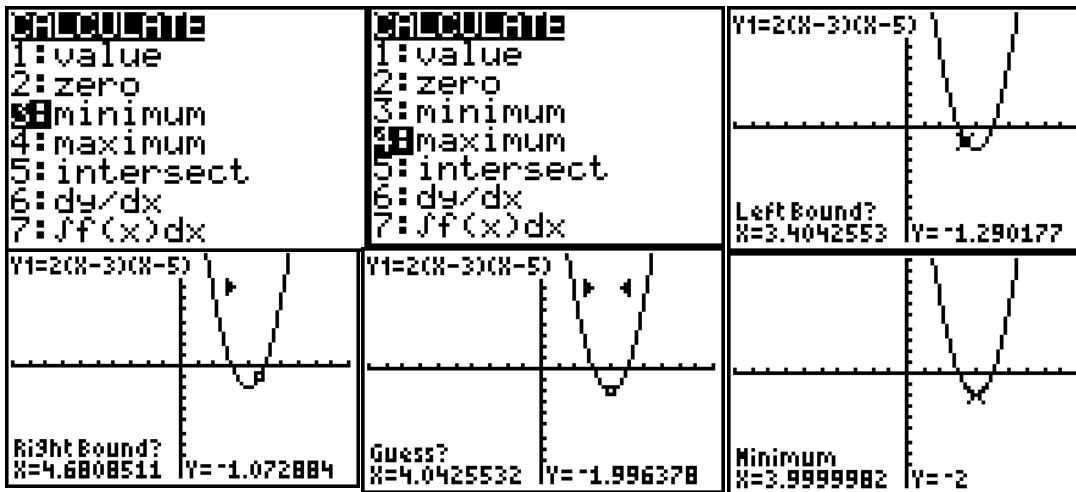 CALCULATE
1:value
2:zero
3:minimum
4:maximum
5:intersect
6:dy/dx
7:∫f(x)dx
CALCULATE
1:value
2:zero
3:minimum
4:maximum
5:intersect
6:dy/dx
7:∫f(x)dx
Y1=2(X-3)(X-5)
Left Bound?
X=3.4042553 Y=-1.290177
Y1=2(X-3)(X-5)
Right Bound?
X=4.6808511 Y=-1.072884
Y1=2(X-3)(X-5)
Guess?
X=4.0425532 Y=-1.996378
Minimum
X=3.9999982 Y=-2